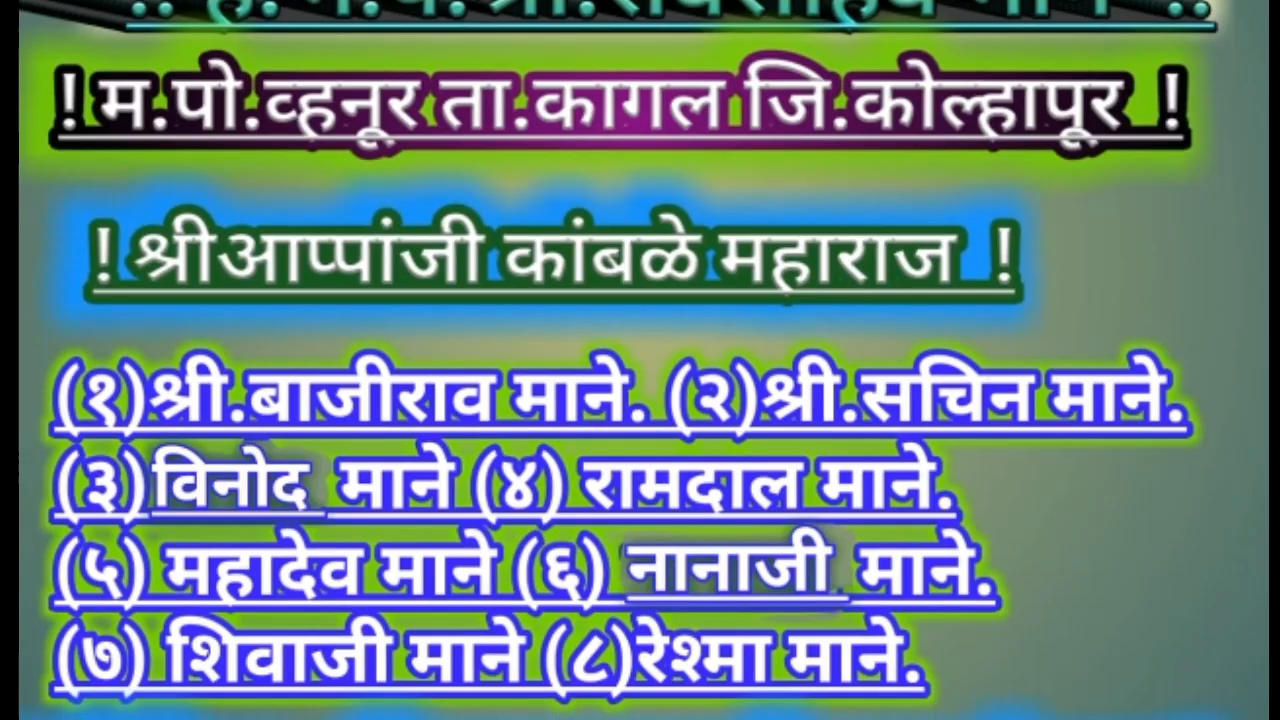 ! म.पो.व्हनूर ता.कागल जि.कोल्हापूर !
! श्रीआप्पांजी कांबळे महाराज !
(१)श्री.बाजीराव माने. (२)श्री.सचिन माने.
(३)विनोद माने (४) रामदाल माने.
(५) महादेव माने (६) नानाजी माने.
(७) शिवाजी माने (८)रेश्मा माने.